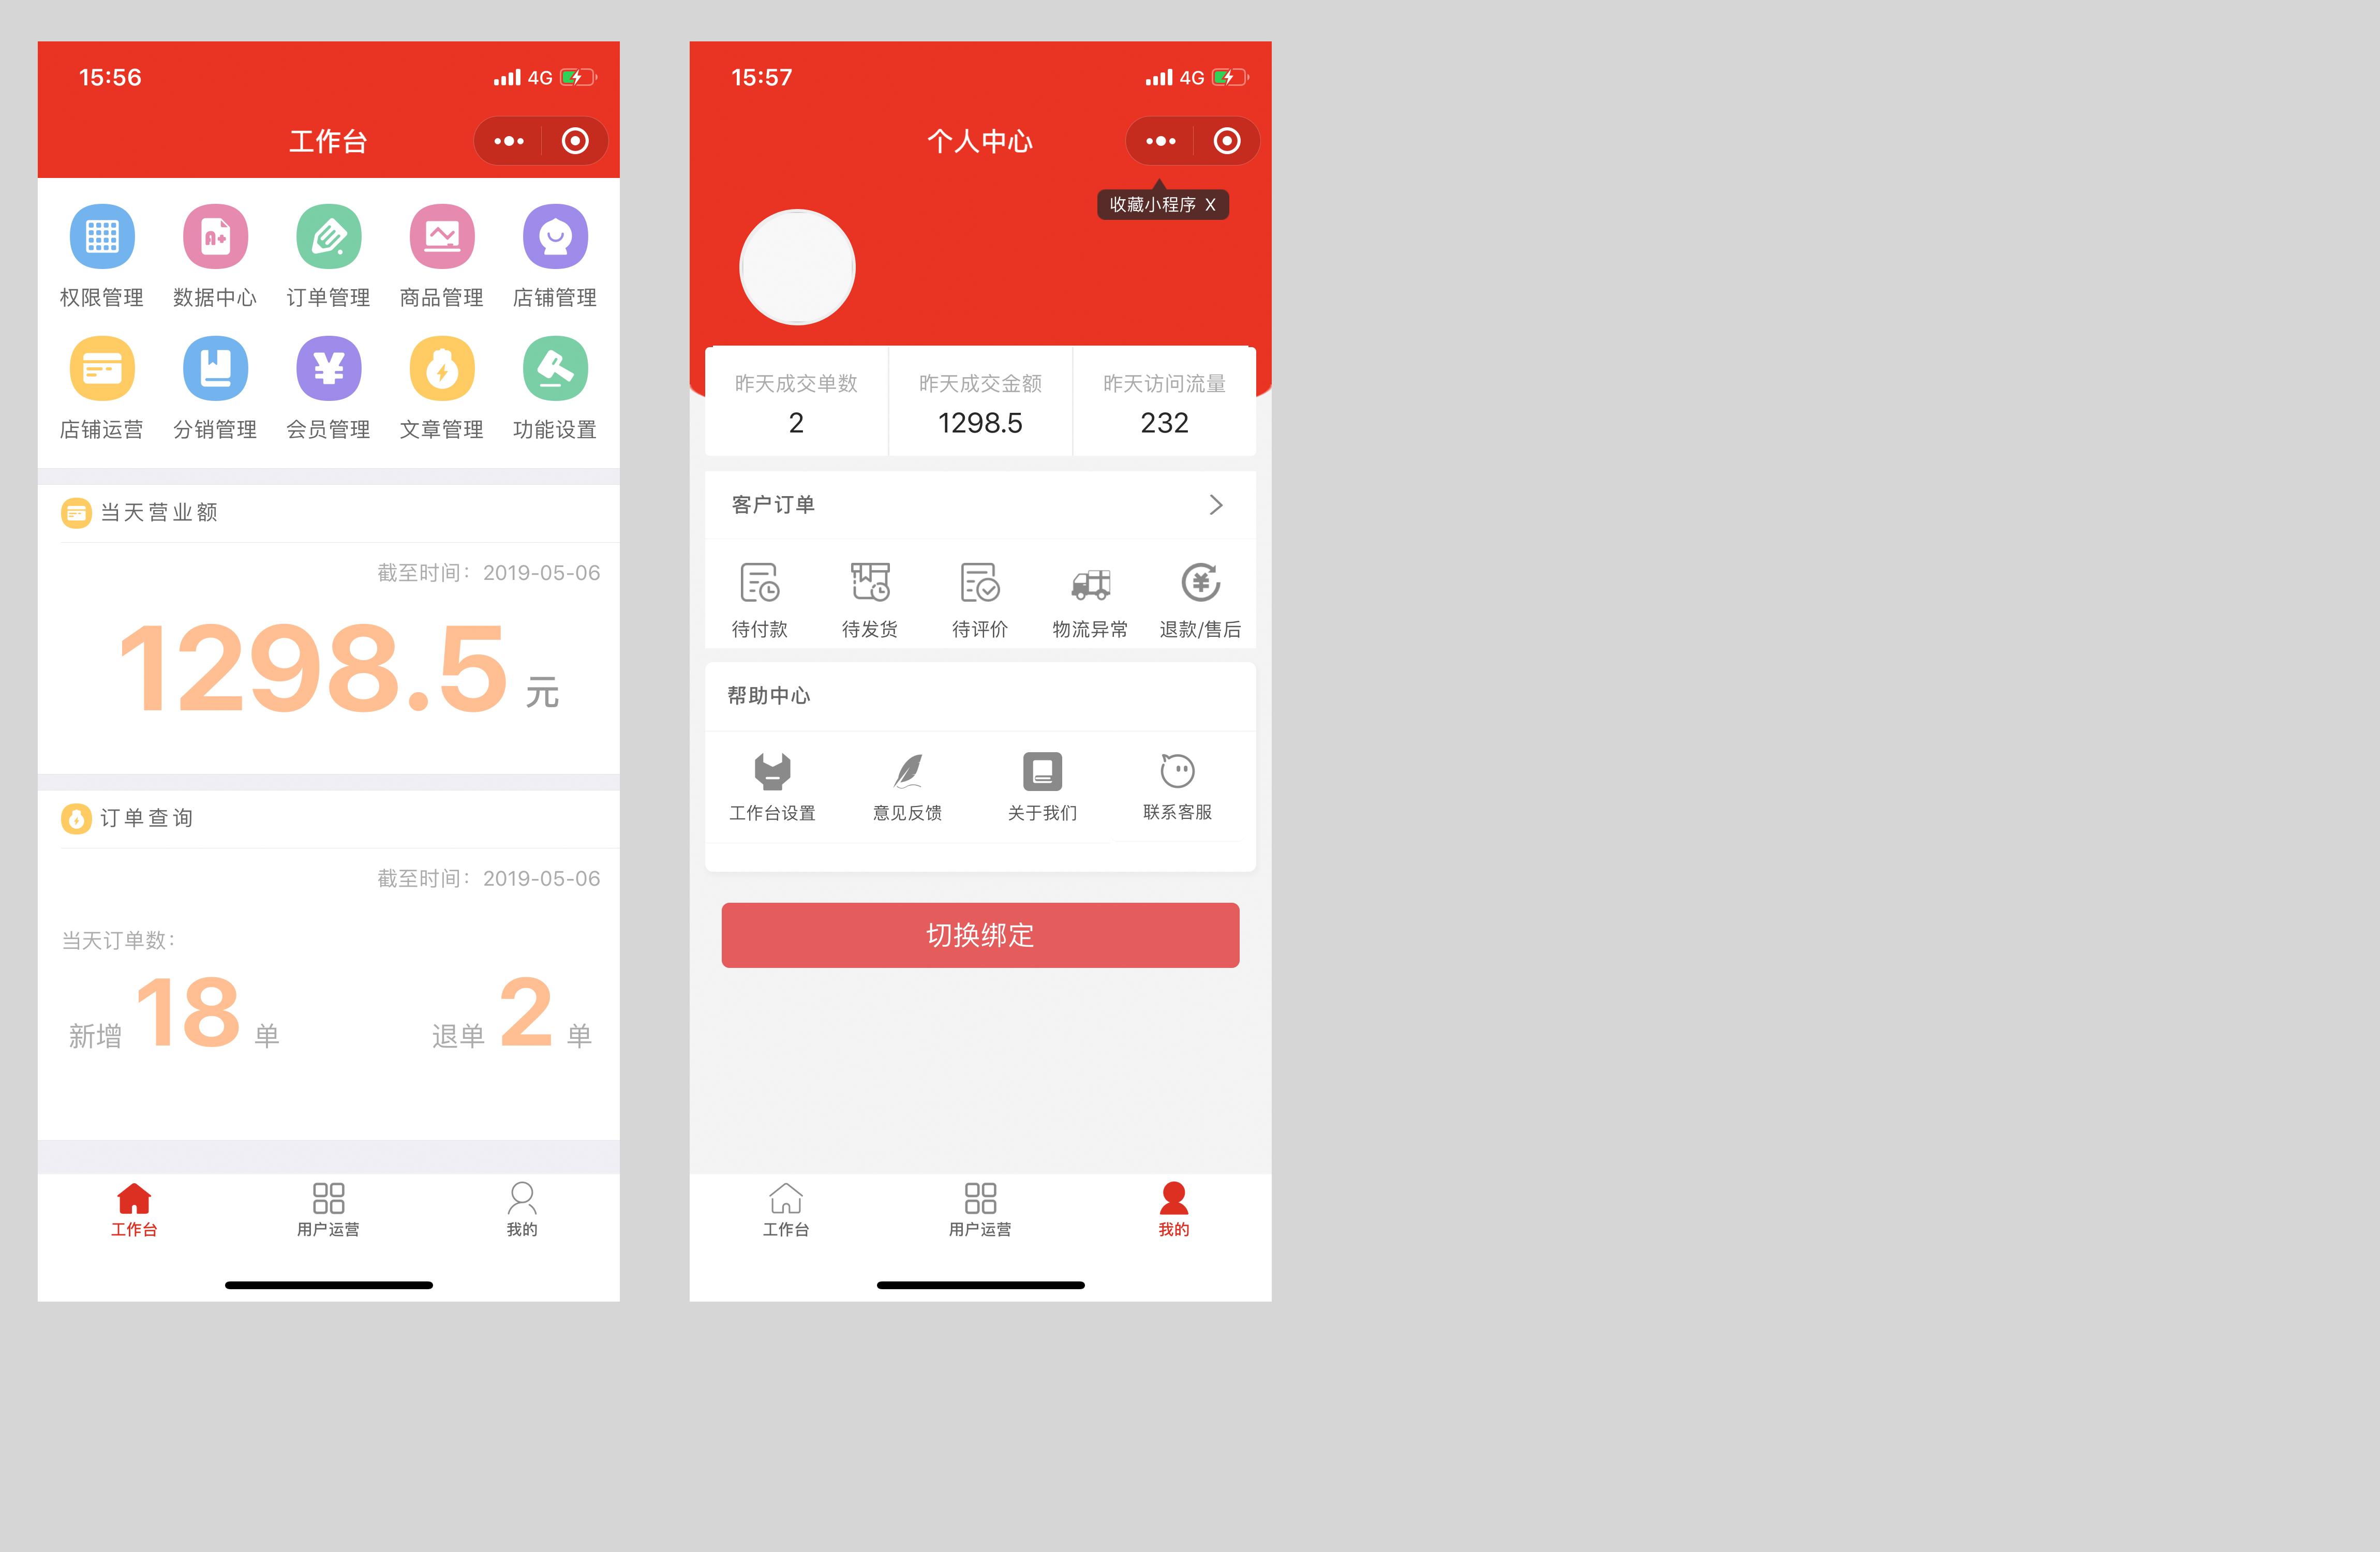 15:56
4G
工作台
权限管理
数据中心
订单管理
商品管理
店铺管理
店铺运营
分销管理
会员管理
文章管理
功能设置
当天营业额
截至时间：2019-05-06
1298.5 元
订单查询
截至时间：2019-05-06
当天订单数：
新增 18 单
退单 2 单
工作台
用户运营
我的
15:57
4G
个人中心
收藏小程序 X
昨天成交单数
2
昨天成交金额
1298.5
昨天访问流量
232
客户订单
待付款
待发货
待评价
物流异常
退款/售后
帮助中心
工作台设置
意见反馈
关于我们
联系客服
切换绑定
工作台
用户运营
我的